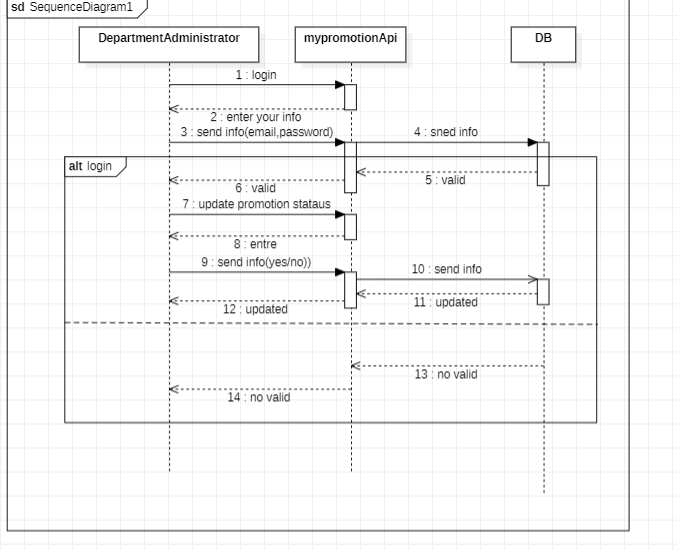 sd SequenceDiagram1
DepartmentAdministrator
mypromotionApi
DB
1 : login
2 : enter your info
3 : send info(email,password)
4 : sned info
alt login
5 : valid
6 : valid
7 : update promotion stataus
8 : entre
9 : send info(yes/no))
10 : send info
11 : updated
12 : updated
13 : no valid
14 : no valid